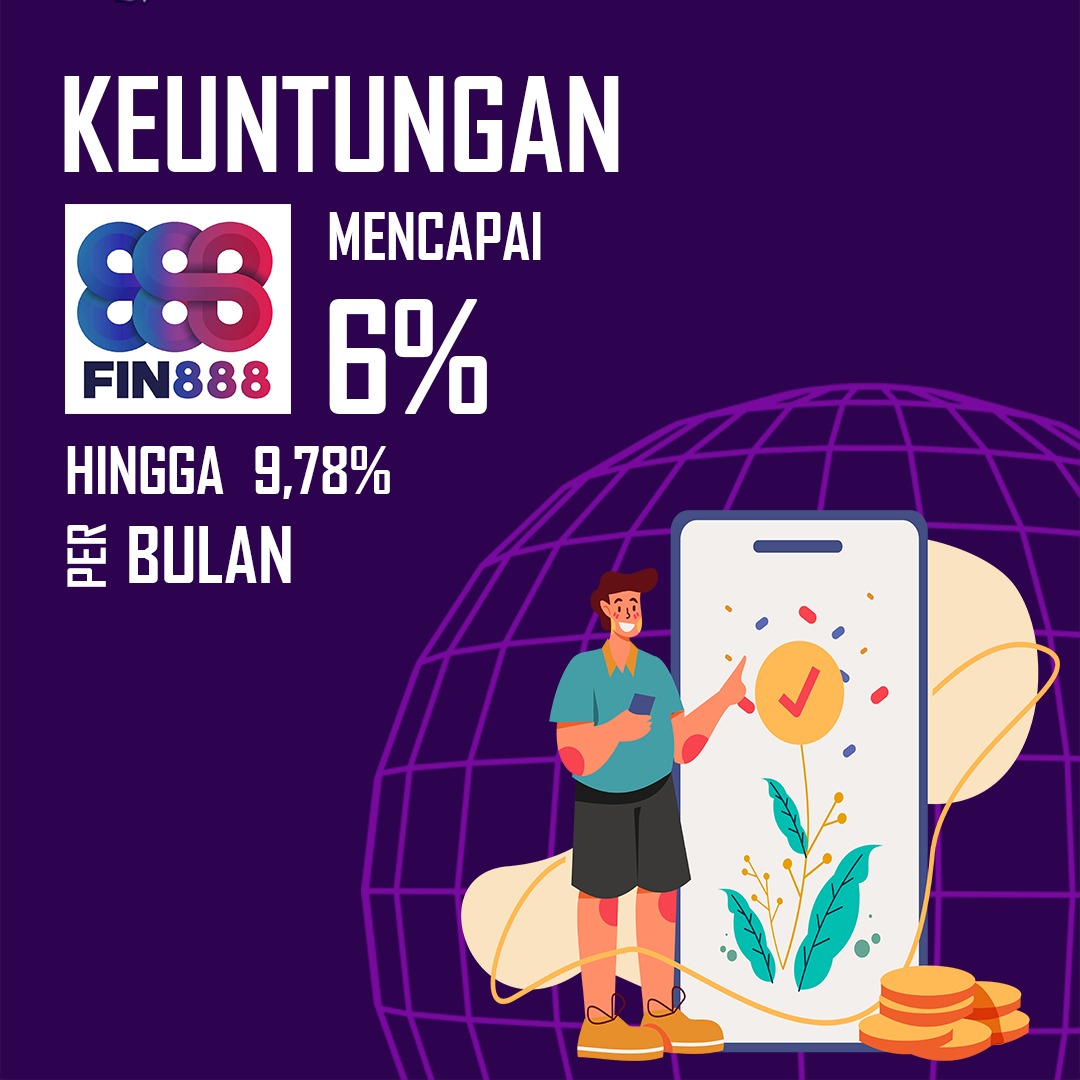 KEUNTUNGAN
FIN888
MENCAPAI
6%
HINGGA 9,78%
PER BULAN